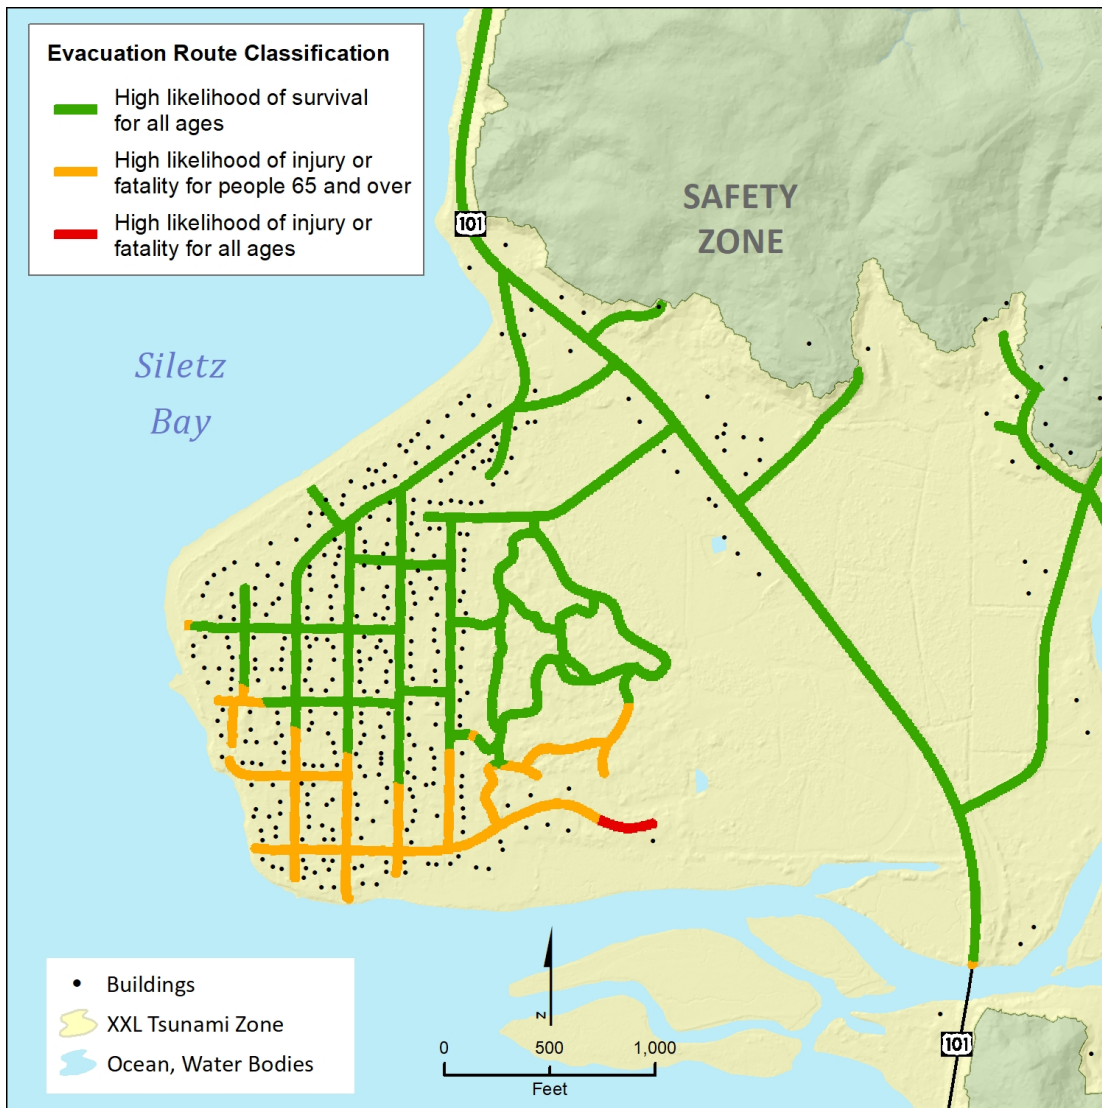 Evacuation Route Classification
High likelihood of survival
for all ages
High likelihood of injury or
fatality for people 65 and over
High likelihood of injury or
fatality for all ages
101
SAFETY
ZONE
Siletz
Bay
Buildings
XXL Tsunami Zone
Ocean, Water Bodies
z
0 500 1,000
Feet
101